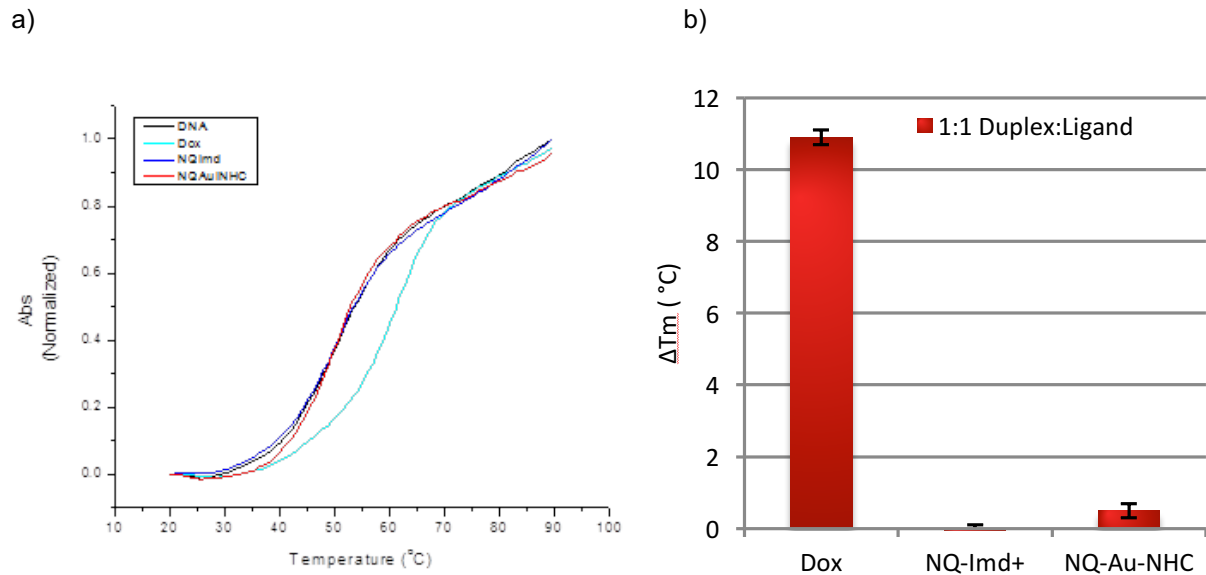 a)
b)
DNA
Dox
NQImd
NQAuINHC
1.0
0.8
0.6
0.4
0.2
0.0
Abs
(Normalized)
10 20 30 40 50 60 70 80 90 100
Temperature (°C)
1:1 Duplex:Ligand
12
10
8
6
4
2
0
ΔTm ( °C)
Dox NQ-Imd+ NQ-Au-NHC